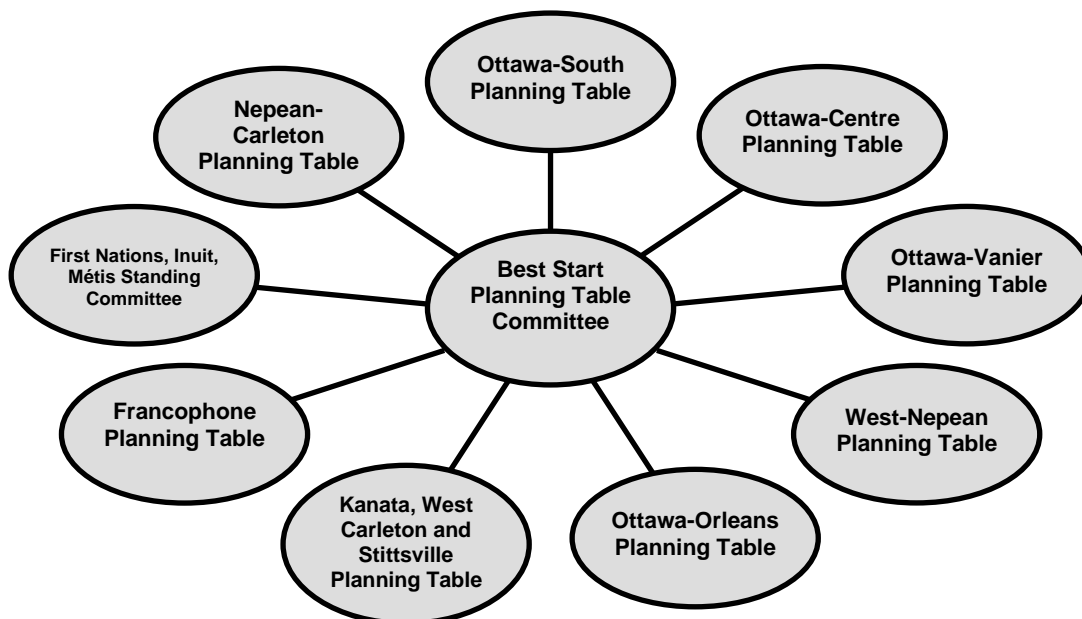 Ottawa-South
Planning Table
Nepean-
Carleton
Planning Table
Ottawa-Centre
Planning Table
First Nations, Inuit,
Métis Standing
Committee
Best Start
Planning Table
Committee
Ottawa-Vanier
Planning Table
Francophone
Planning Table
West-Nepean
Planning Table
Kanata, West
Carleton and
Stittsville
Planning Table
Ottawa-Orleans
Planning Table